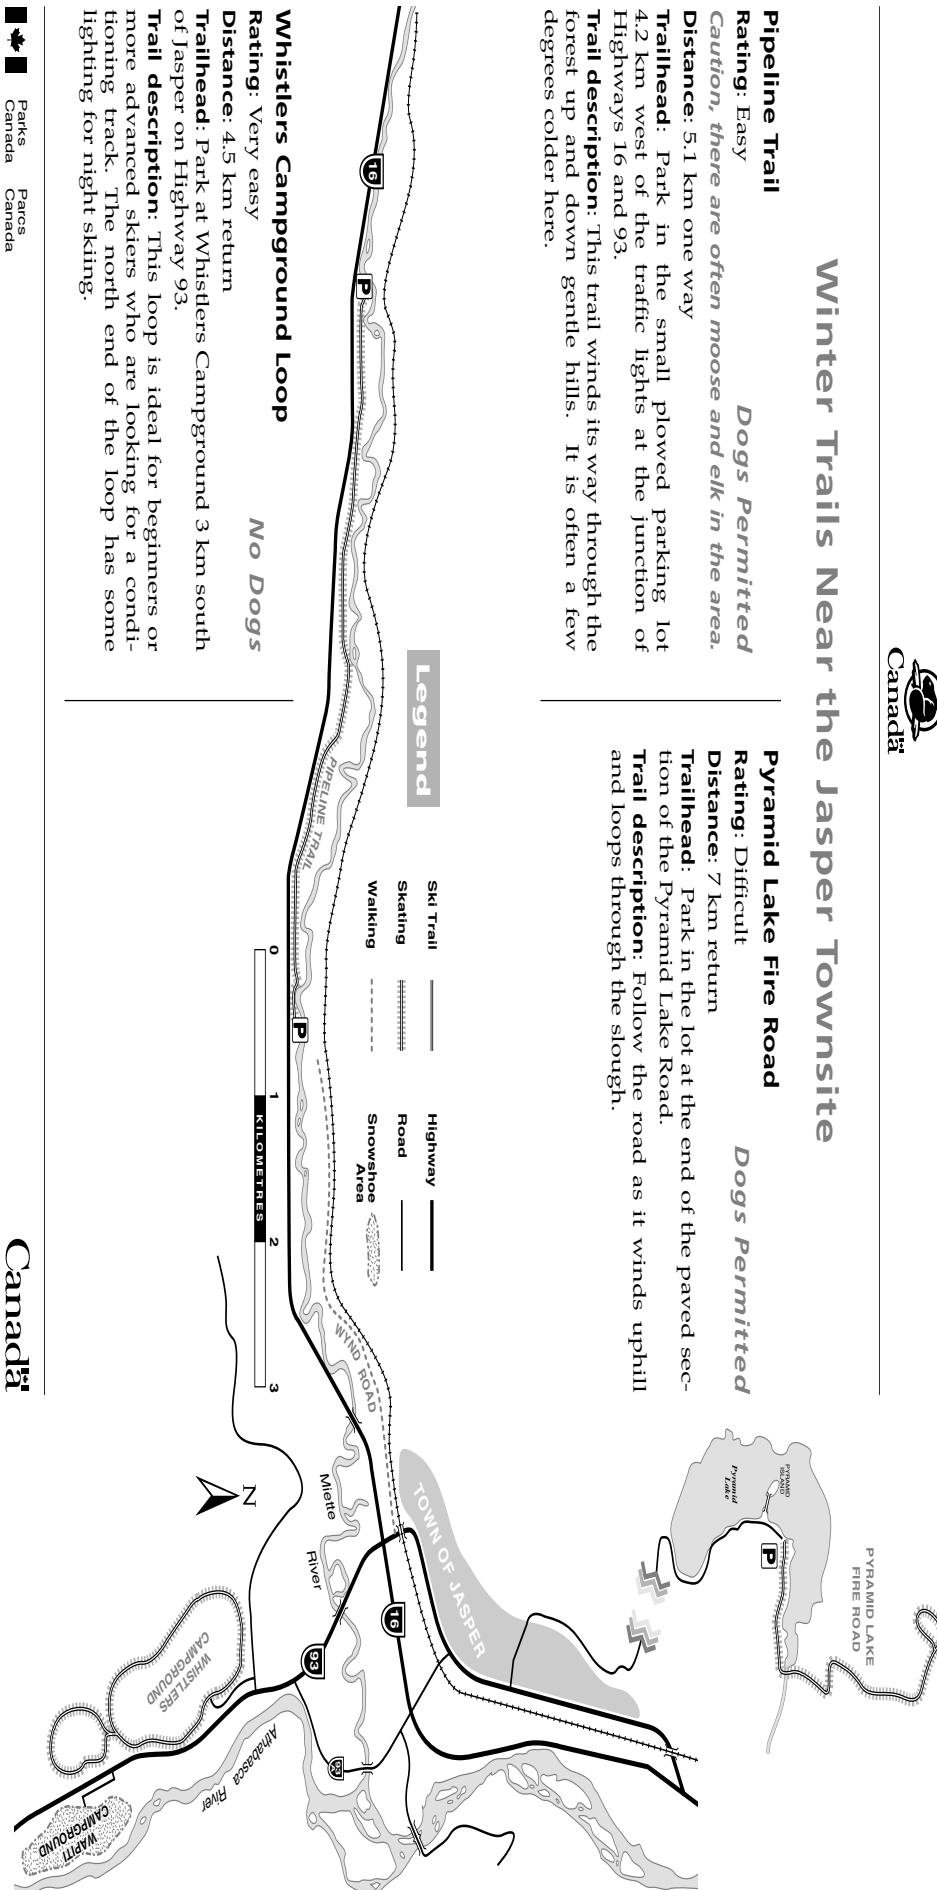 Canada
Winter Trails Near the Jasper Townsite
Pipeline Trail
Rating: Easy
Dogs Permitted
Caution, there are often moose and elk in the area.
Distance: 5.1 km one way
Trailhead: Park in the small plowed parking lot
4.2 km west of the traffic lights at the junction of
Highways 16 and 93.
Trail description: This trail winds its way through the
forest up and down gentle hills. It is often a few
degrees colder here.
Pyramid Lake Fire Road
Rating: Difficult
Dogs Permitted
Distance: 7 km return
Trailhead: Park in the lot at the end of the paved sec-
tion of the Pyramid Lake Road.
Trail description: Follow the road as it winds uphill
and loops through the slough.
PYRAMID LAKE
FIRE ROAD
PYRAMID
ISLAND
Pyramid
Lake
P
Legend
Ski Trail
Skating
Walking
Highway
Road
Snowshoe
Area
TOWN OF JASPER
16
P
PIPELINE TRAIL
P
WYND ROAD
16
Miette
River
93
93A
0
1
2
3
KILOMETRES
N
WHISTLERS
CAMPGROUND
Athabasca
River
WAPITI
CAMPGROUND
Whistlers Campground Loop
Rating: Very easy
No Dogs
Distance: 4.5 km return
Trailhead: Park at Whistlers Campground 3 km south
of Jasper on Highway 93.
Trail description: This loop is ideal for beginners or
more advanced skiers who are looking for a condi-
tioning track. The north end of the loop has some
lighting for night skiing.
Parks Parcs
Canada Canada
Canada